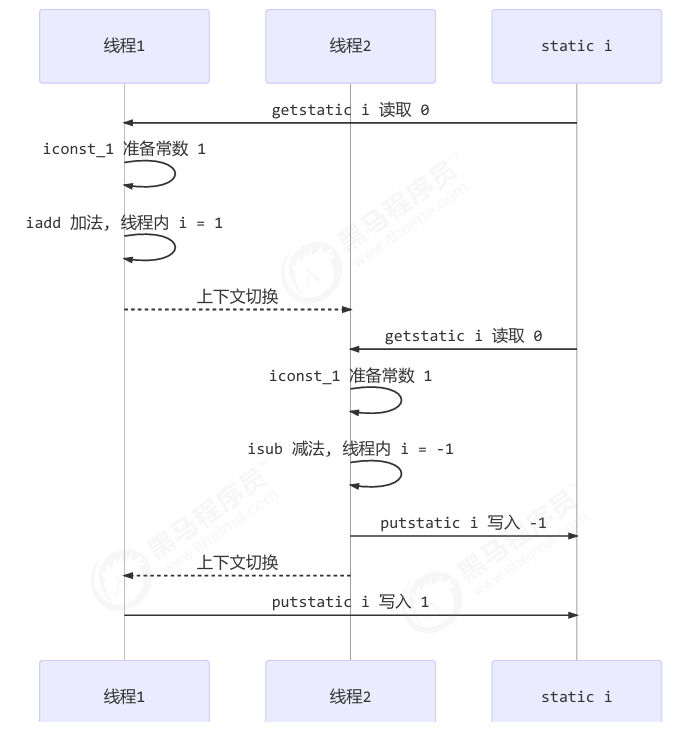 线程1 线程2 static i
getstatic i 读取 0
iconst_1 准备常数 1
iadd 加法, 线程内 i = 1
上下文切换
getstatic i 读取 0
iconst_1 准备常数 1
isub 减法, 线程内 i = -1
putstatic i 写入 -1
上下文切换
putstatic i 写入 1
线程1 线程2 static i
黑马程序员
www.itheima.com
黑马程序员
www.itheima.com
黑马程序员
www.itheima.com